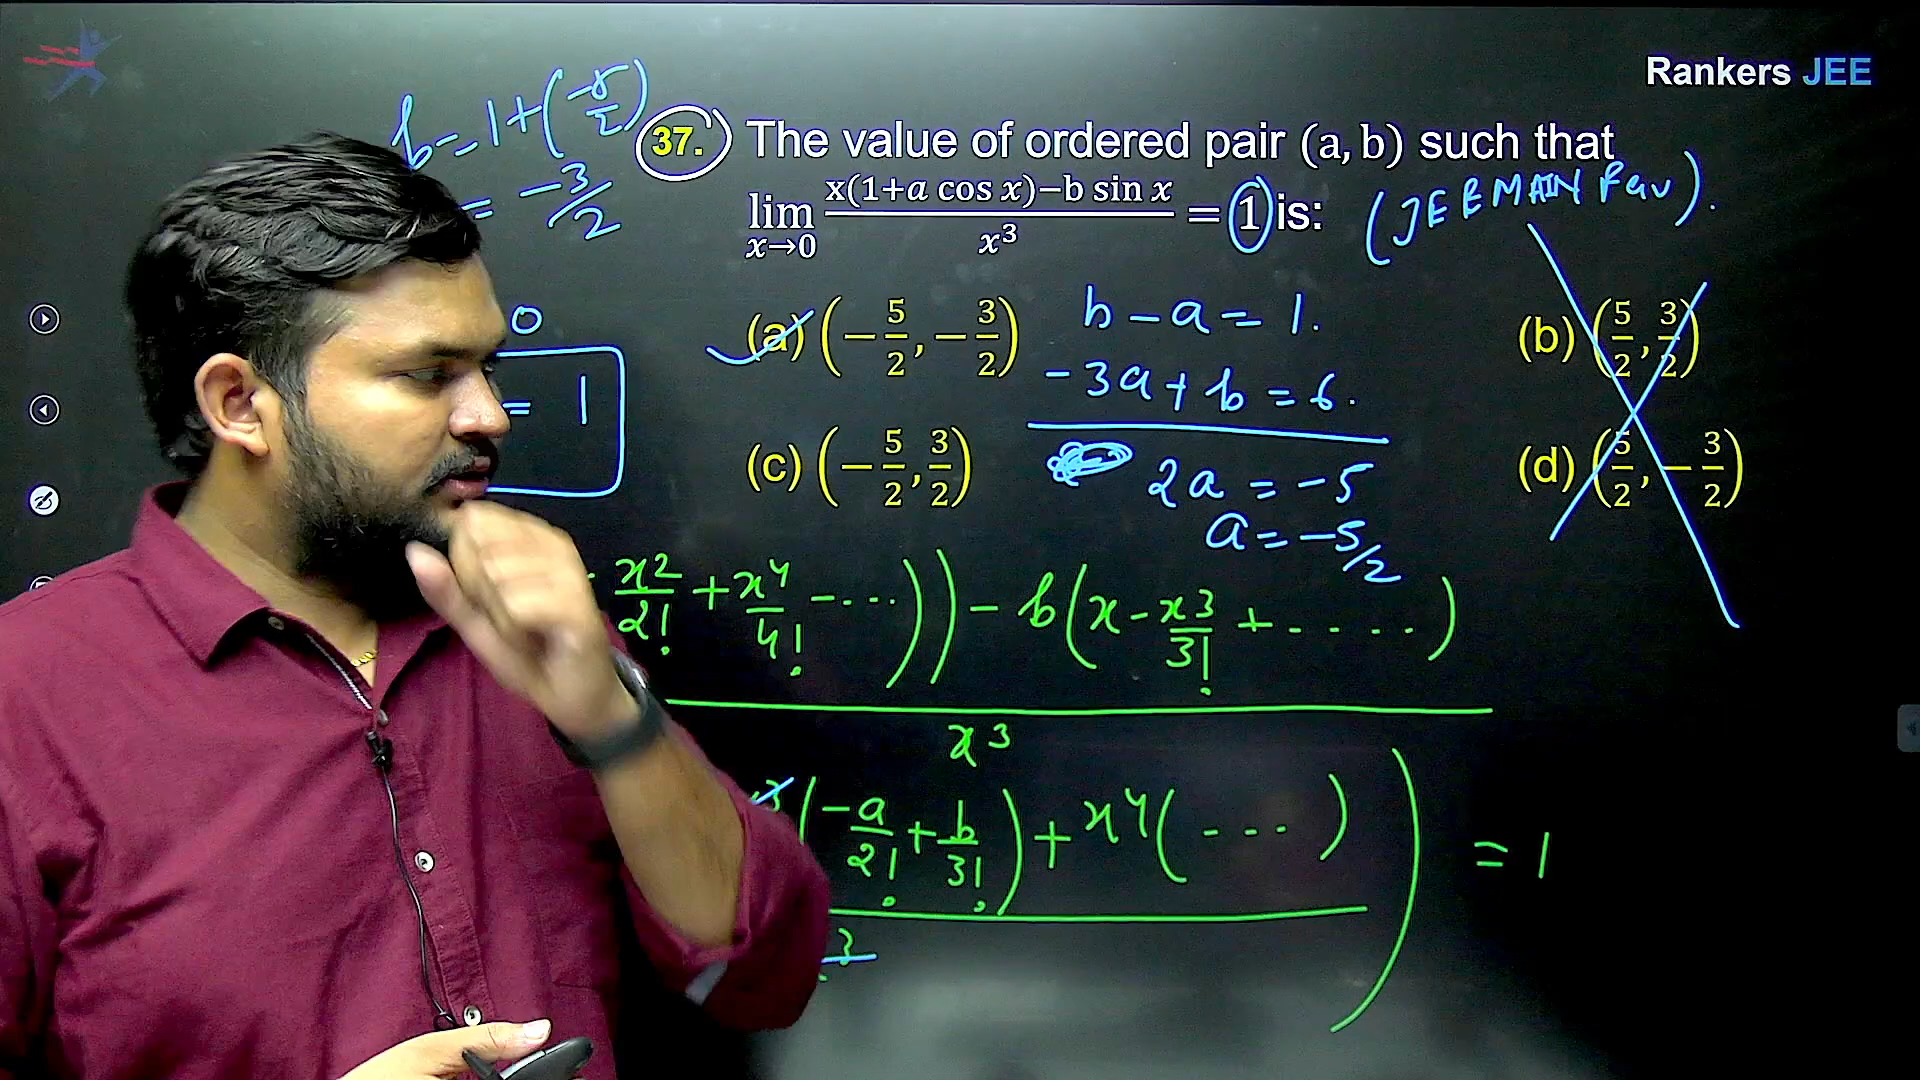 Rankers JEE
b = 1 + (-5/2)
= -3/2
37. The value of ordered pair (a, b) such that
lim x→0 x(1+a cos x)−b sin x / x³ = 1 is:
(JEE MAIN Fav).
0
= 1
(a) (−5/2, −3/2)
b - a = 1.
-3a + b = 6.
(b) (5/2, 3/2)
(c) (−5/2, 3/2)
2a = -5
a = -5/2
(d) (5/2, −3/2)
x2/2! + x4/4! - ... )) - b(x - x3/3! + .....)
x3
(-a/2! + b/3!) + x4( --- ) ) = 1
3